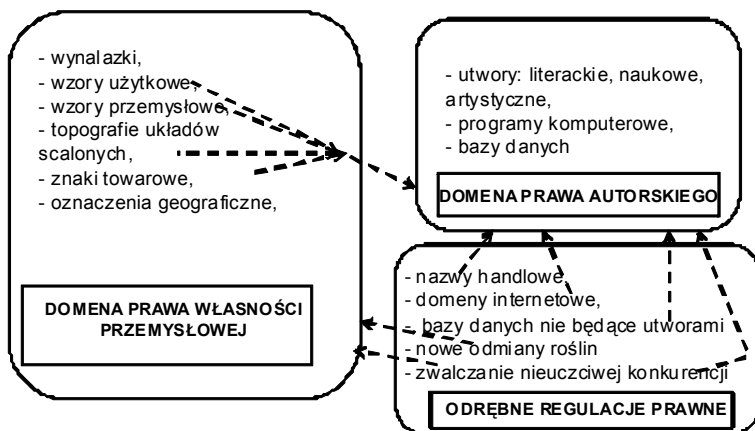 - wynalazki,
- wzory użytkowe,
- wzory przemysłowe,
- topografie układów
scalonych,
- znaki towarowe,
- oznaczenia geograficzne,
DOMENA PRAWA WŁASNOŚCI
PRZEMYSŁOWEJ
- utwory: literackie, naukowe,
artystyczne,
- programy komputerowe,
- bazy danych
DOMENA PRAWA AUTORSKIEGO
- nazwy handlowe,
- domeny internetowe,
- bazy danych nie będące utworami
- nowe odmiany roślin
- zwalczanie nieuczciwej konkurencji
ODRĘBNE REGULACJE PRAWNE